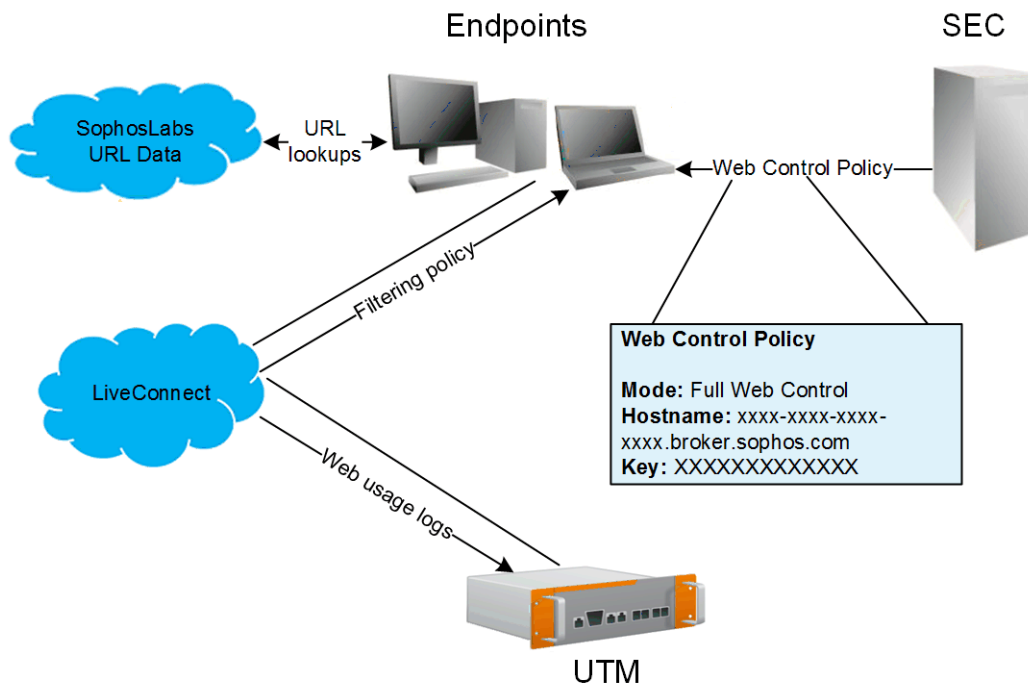 Endpoints
SEC
SophosLabs
URL Data
URL
lookups
Web Control Policy
Filtering policy
LiveConnect
Web Control Policy
Mode: Full Web Control
Hostname: xxxx-xxxx-xxxx-
xxxx.broker.sophos.com
Key: XXXXXXXXXXXXX
Web usage logs
UTM